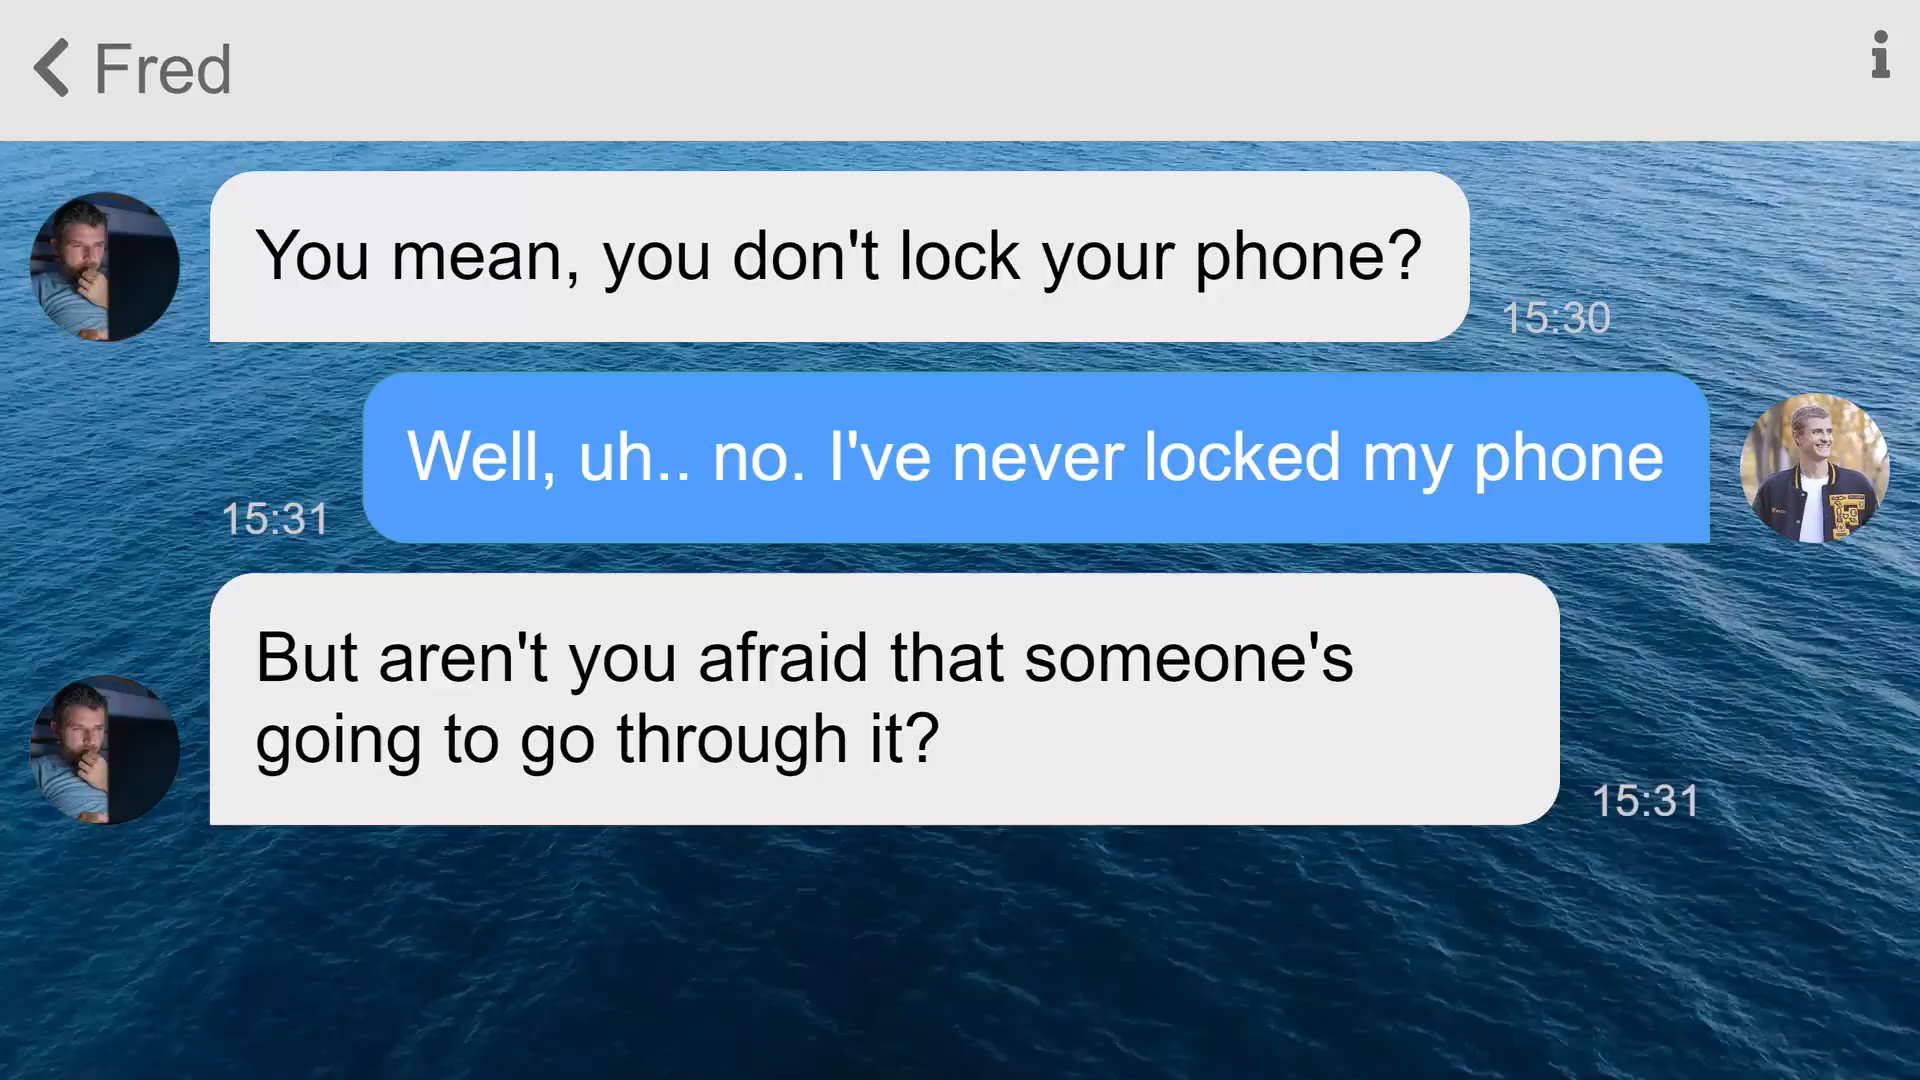 Fred
You mean, you don't lock your phone?
15:30
Well, uh.. no. I've never locked my phone
15:31
But aren't you afraid that someone's
going to go through it?
15:31